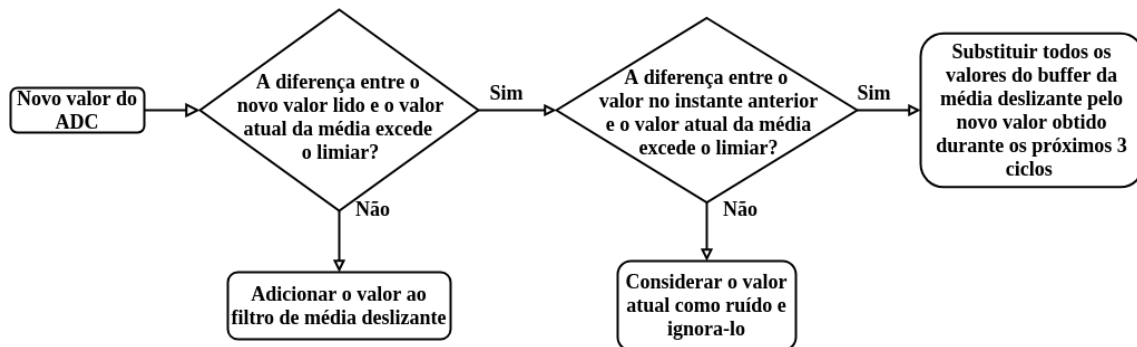 Novo valor do
ADC
A diferença entre o
novo valor lido e o valor
atual da média excede
o limiar?
Sim
Não
Adicionar o valor ao
filtro de média deslizante
A diferença entre o
valor no instante anterior
e o valor atual da média
excede o limiar?
Sim
Não
Considerar o valor
atual como ruído e
ignora-lo
Substituir todos os
valores do buffer da
média deslizante pelo
novo valor obtido
durante os próximos 3
ciclos